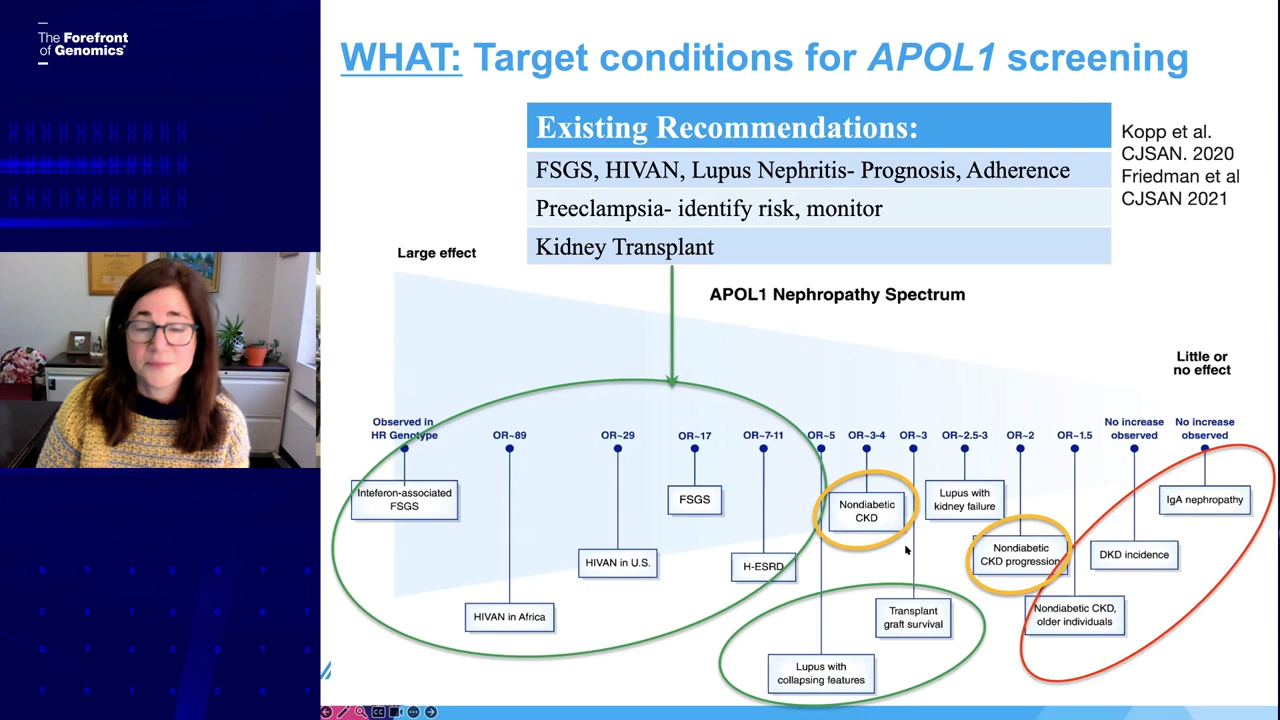 The Forefront
of Genomics®
WHAT: Target conditions for APOL1 screening
Existing Recommendations:
FSGS, HIVAN, Lupus Nephritis- Prognosis, Adherence
Preeclampsia- identify risk, monitor
Kidney Transplant
Kopp et al.
CJSAN. 2020
Friedman et al
CJSAN 2021
Large effect
APOL1 Nephropathy Spectrum
Little or
no effect
Observed in
HR Genotype
OR~89
OR~29
OR~17
OR~7-11
OR~5
OR~3-4
OR~3
OR~2.5-3
OR~2
OR~1.5
No increase
observed
No increase
observed
Inteferon-associated
FSGS
HIVAN in Africa
HIVAN in U.S.
FSGS
H-ESRD
Lupus with
collapsing features
Nondiabetic
CKD
Transplant
graft survival
Lupus with
kidney failure
Nondiabetic
CKD progression
Nondiabetic CKD,
older individuals
DKD incidence
IgA nephropathy